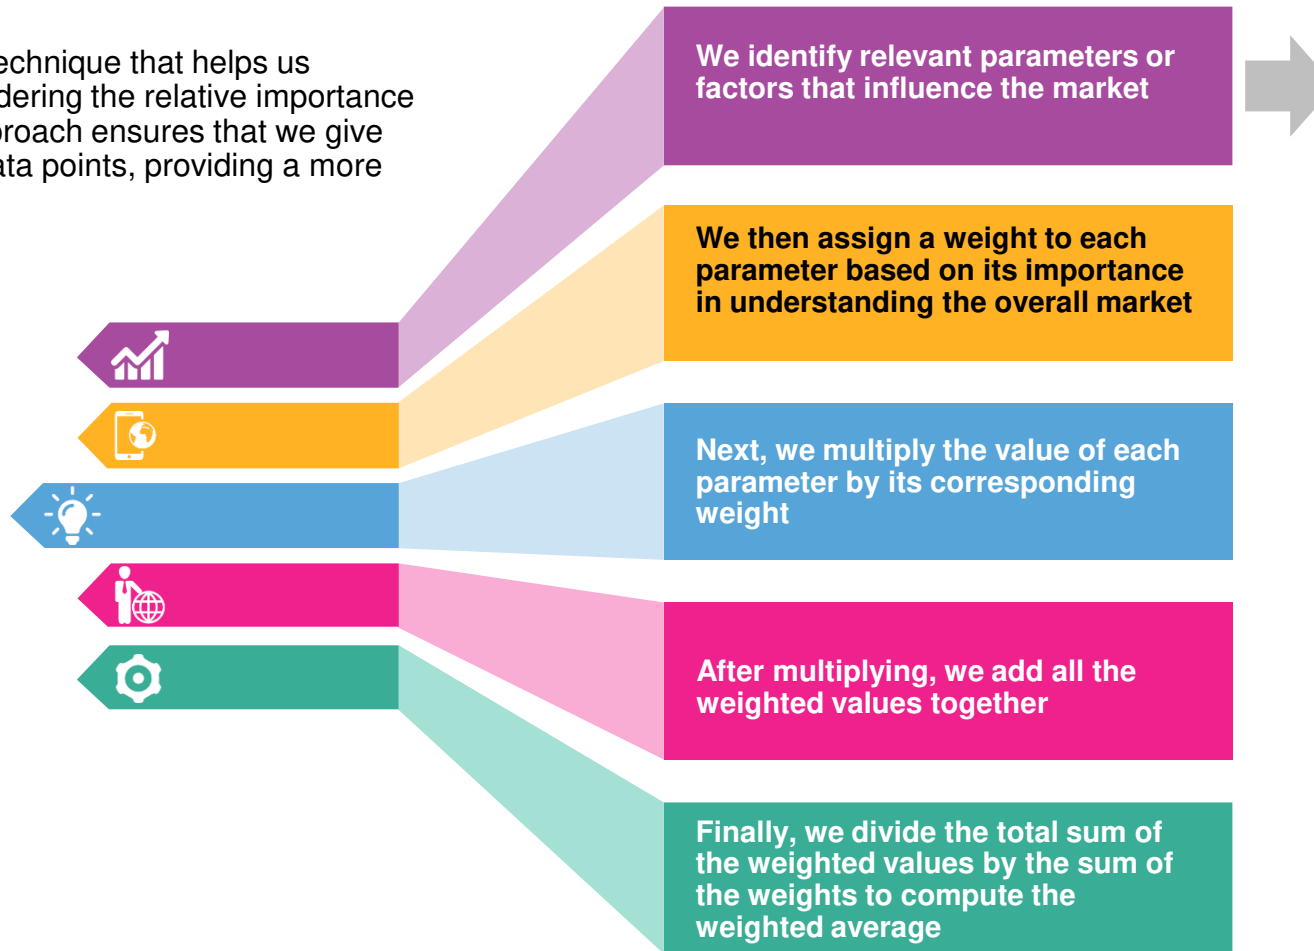 echnique that helps us
dering the relative importance
proach ensures that we give
ata points, providing a more
We identify relevant parameters or
factors that influence the market
We then assign a weight to each
parameter based on its importance
in understanding the overall market
Next, we multiply the value of each
parameter by its corresponding
weight
After multiplying, we add all the
weighted values together
Finally, we divide the total sum of
the weighted values by the sum of
the weights to compute the
weighted average